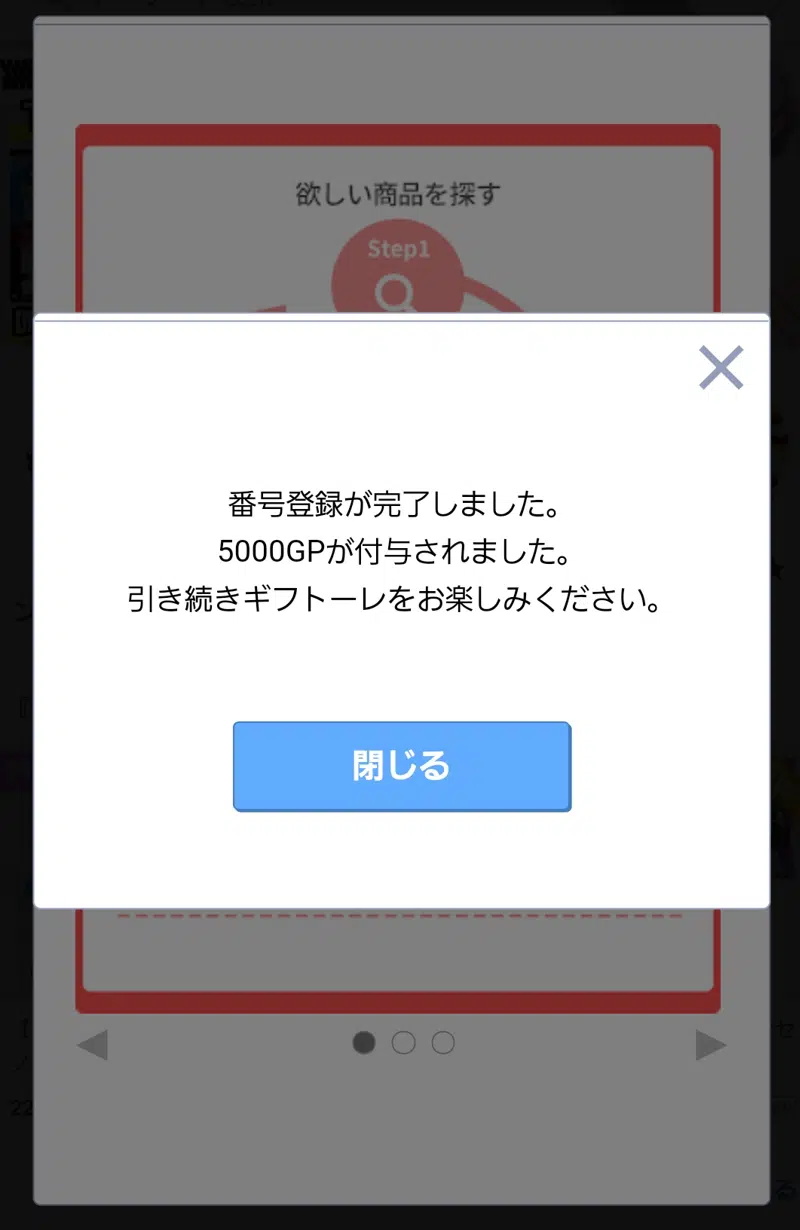 欲しい商品を探す
Step1
番号登録が完了しました。
5000GPが付与されました。
引き続きギフトーレをお楽しみください。
閉じる